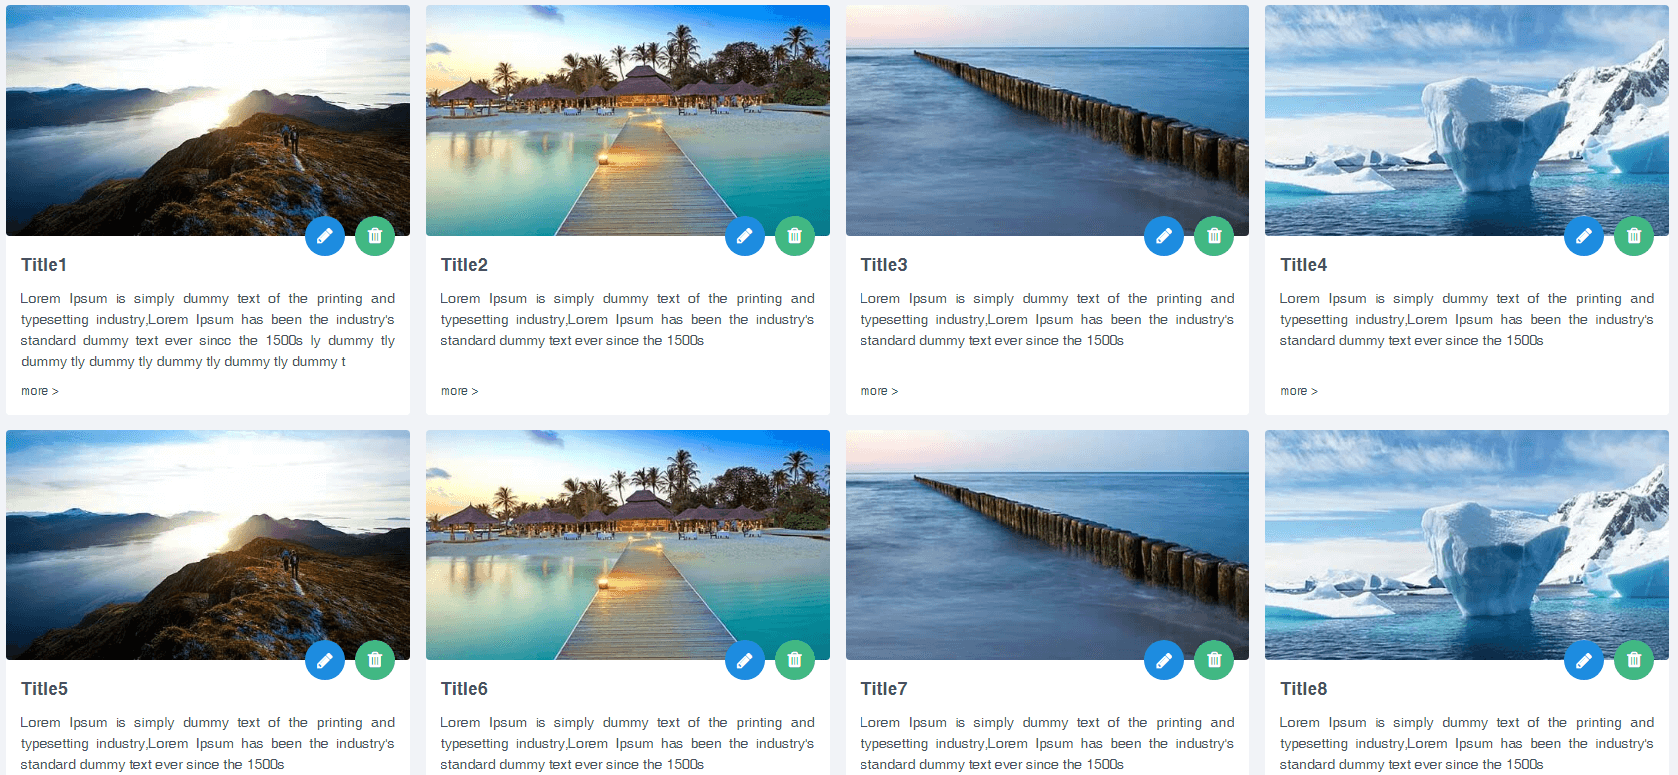 Title1
Lorem Ipsum is simply dummy text of the printing and
typesetting industry,Lorem Ipsum has been the industry's
standard dummy text ever sincc the 1500s ly dummy tly
dummy tly dummy tly dummy tly dummy tly dummy t
more >
Title2
Lorem Ipsum is simply dummy text of the printing and
typesetting industry,Lorem Ipsum has been the industry's
standard dummy text ever since the 1500s
more >
Title3
Lorem Ipsum is simply dummy text of the printing and
typesetting industry,Lorem Ipsum has been the industry's
standard dummy text ever since the 1500s
more >
Title4
Lorem Ipsum is simply dummy text of the printing and
typesetting industry,Lorem Ipsum has been the industry's
standard dummy text ever since the 1500s
more >
Title5
Lorem Ipsum is simply dummy text of the printing and
typesetting industry,Lorem Ipsum has been the industry's
standard dummy text ever since the 1500s
Title6
Lorem Ipsum is simply dummy text of the printing and
typesetting industry,Lorem Ipsum has been the industry's
standard dummy text ever since the 1500s
Title7
Lorem Ipsum is simply dummy text of the printing and
typesetting industry,Lorem Ipsum has been the industry's
standard dummy text ever since the 1500s
Title8
Lorem Ipsum is simply dummy text of the printing and
typesetting industry,Lorem Ipsum has been the industry's
standard dummy text ever since the 1500s